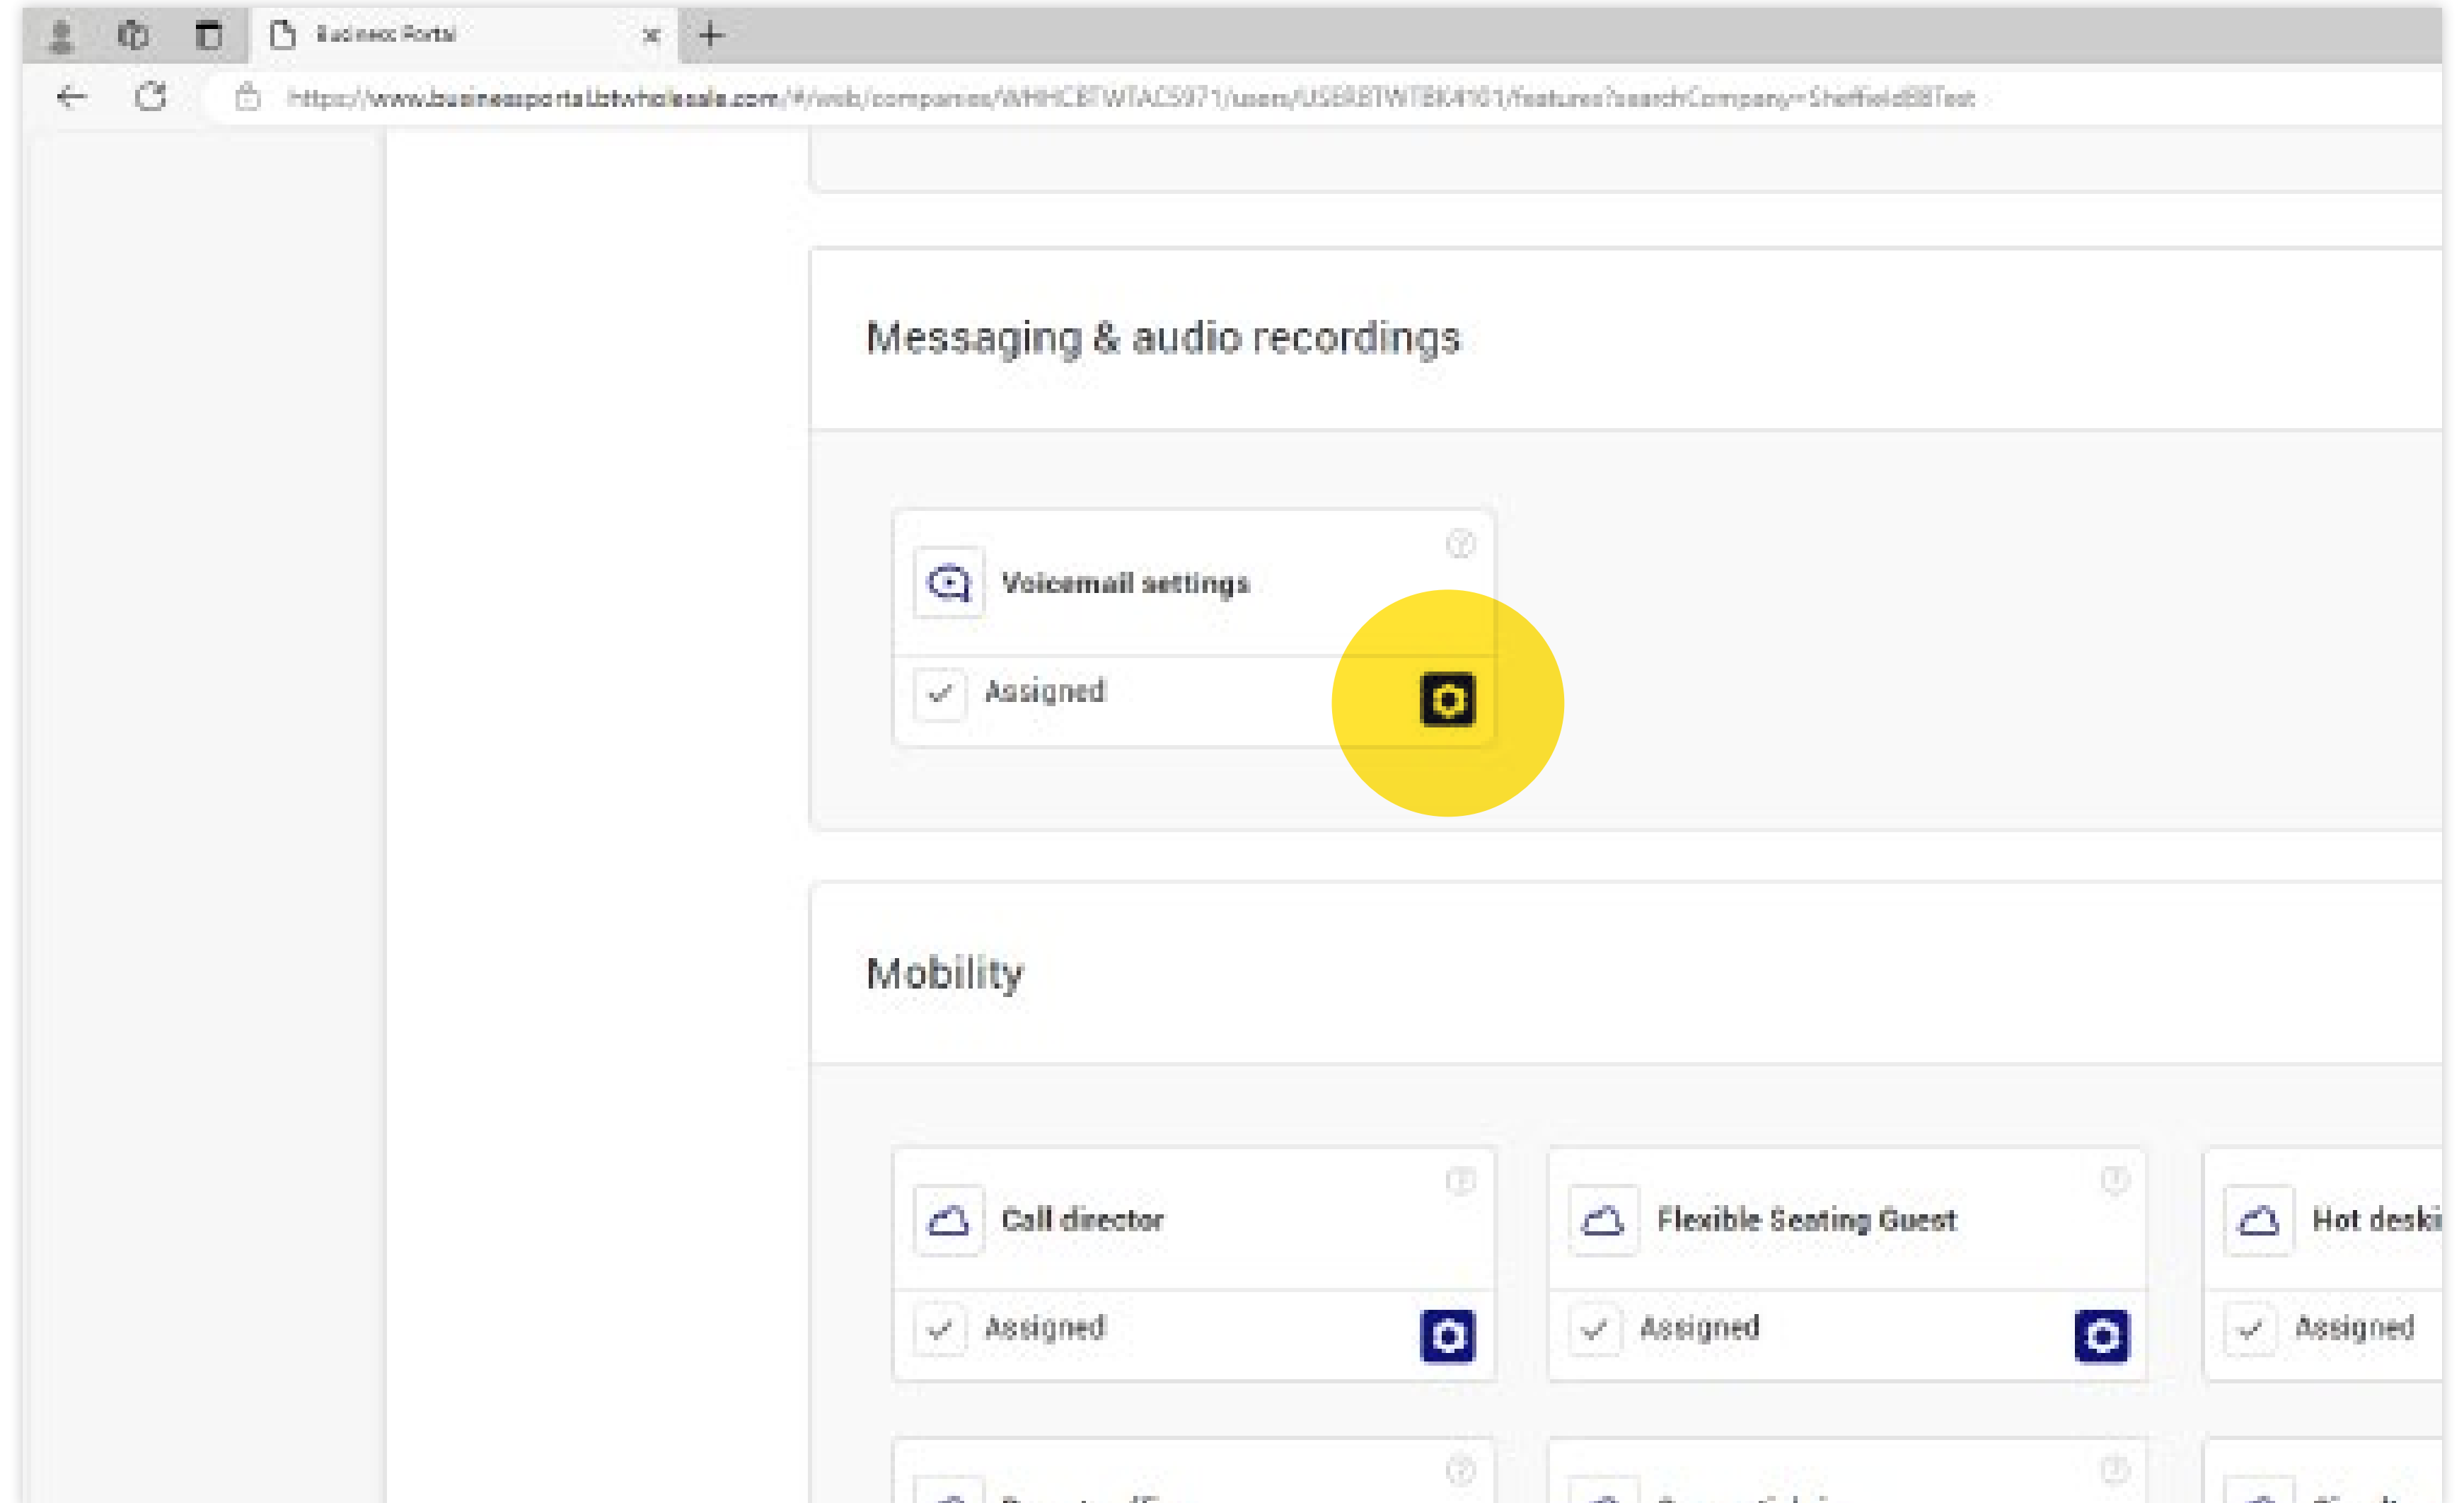 Business Portal
Messaging & audio recordings
Voicemail settings
Assigned
Mobility
Call director
Flexible Seating Guest
Hot deski
Assigned
Assigned
Assigned